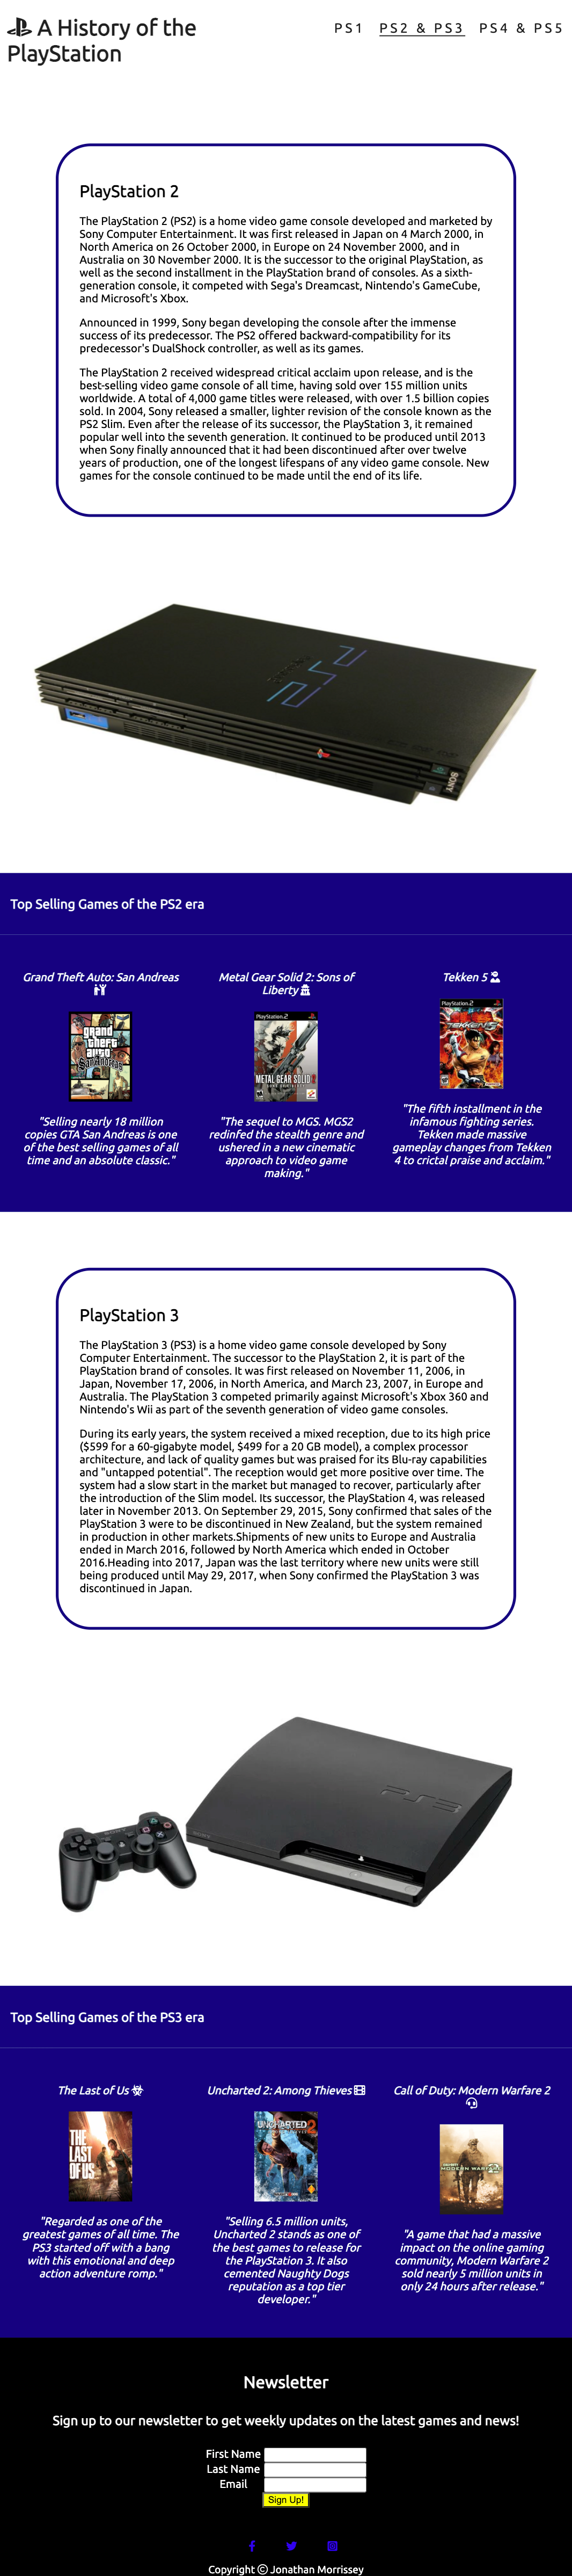 A History of the
PlayStation
PS1 PS2 & PS3 PS4 & PS5
PlayStation 2
The PlayStation 2 (PS2) is a home video game console developed and marketed by
Sony Computer Entertainment. It was first released in Japan on 4 March 2000, in
North America on 26 October 2000, in Europe on 24 November 2000, and in
Australia on 30 November 2000. It is the successor to the original PlayStation, as
well as the second installment in the PlayStation brand of consoles. As a sixth-
generation console, it competed with Sega's Dreamcast, Nintendo's GameCube,
and Microsoft's Xbox.
Announced in 1999, Sony began developing the console after the immense
success of its predecessor. The PS2 offered backward-compatibility for its
predecessor's DualShock controller, as well as its games.
The PlayStation 2 received widespread critical acclaim upon release, and is the
best-selling video game console of all time, having sold over 155 million units
worldwide. A total of 4,000 game titles were released, with over 1.5 billion copies
sold. In 2004, Sony released a smaller, lighter revision of the console known as the
PS2 Slim. Even after the release of its successor, the PlayStation 3, it remained
popular well into the seventh generation. It continued to be produced until 2013
when Sony finally announced that it had been discontinued after over twelve
years of production, one of the longest lifespans of any video game console. New
games for the console continued to be made until the end of its life.
PS2
SONY
Top Selling Games of the PS2 era
Grand Theft Auto: San Andreas
grand
theft
auto
San Andreas
"Selling nearly 18 million
copies GTA San Andreas is one
of the best selling games of all
time and an absolute classic."
Metal Gear Solid 2: Sons of
Liberty
PlayStation 2
METAL GEAR SOLID 2
KONAMI
"The sequel to MGS. MGS2
redinfed the stealth genre and
ushered in a new cinematic
approach to video game
making."
Tekken 5
PlayStation 2
TEKKEN 5
"The fifth installment in the
infamous fighting series.
Tekken made massive
gameplay changes from Tekken
4 to crictal praise and acclaim."
PlayStation 3
The PlayStation 3 (PS3) is a home video game console developed by Sony
Computer Entertainment. The successor to the PlayStation 2, it is part of the
PlayStation brand of consoles. It was first released on November 11, 2006, in
Japan, November 17, 2006, in North America, and March 23, 2007, in Europe and
Australia. The PlayStation 3 competed primarily against Microsoft's Xbox 360 and
Nintendo's Wii as part of the seventh generation of video game consoles.
During its early years, the system received a mixed reception, due to its high price
($599 for a 60-gigabyte model, $499 for a 20 GB model), a complex processor
architecture, and lack of quality games but was praised for its Blu-ray capabilities
and "untapped potential". The reception would get more positive over time. The
system had a slow start in the market but managed to recover, particularly after
the introduction of the Slim model. Its successor, the PlayStation 4, was released
later in November 2013. On September 29, 2015, Sony confirmed that sales of the
PlayStation 3 were to be discontinued in New Zealand, but the system remained
in production in other markets.Shipments of new units to Europe and Australia
ended in March 2016, followed by North America which ended in October
2016.Heading into 2017, Japan was the last territory where new units were still
being produced until May 29, 2017, when Sony confirmed the PlayStation 3 was
discontinued in Japan.
PS3
SONY
Top Selling Games of the PS3 era
The Last of Us
THE
LAST
OF US
"Regarded as one of the
greatest games of all time. The
PS3 started off with a bang
with this emotional and deep
action adventure romp."
Uncharted 2: Among Thieves
UNCHARTED 2
"Selling 6.5 million units,
Uncharted 2 stands as one of
the best games to release for
the PlayStation 3. It also
cemented Naughty Dogs
reputation as a top tier
developer."
Call of Duty: Modern Warfare 2
MODERN WARFARE 2
"A game that had a massive
impact on the online gaming
community, Modern Warfare 2
sold nearly 5 million units in
only 24 hours after release."
Newsletter
Sign up to our newsletter to get weekly updates on the latest games and news!
First Name
Last Name
Email
Sign Up!
Copyright © Jonathan Morrissey